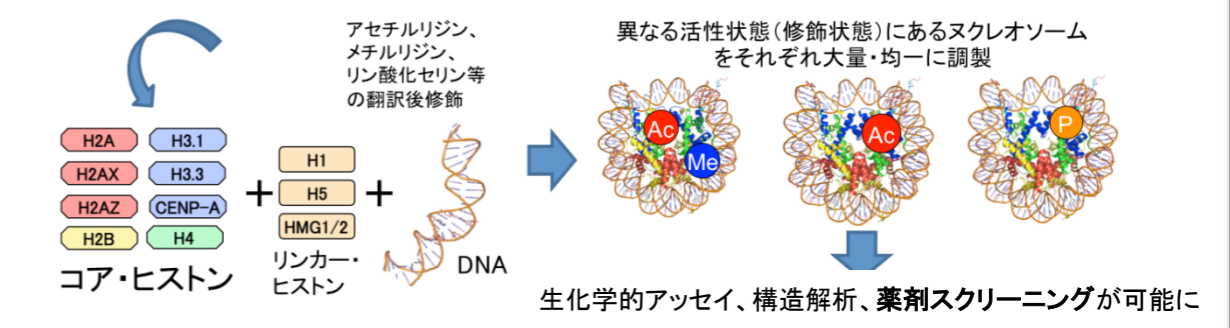 アセチルリジン、
メチルリジン、
リン酸化セリン等
の翻訳後修飾
H2A
H3.1
H2AX
H3.3
H2AZ
CENP-A
H2B
H4
コア・ヒストン
+
H1
H5
HMG1/2
リンカー・
ヒストン
+
DNA
異なる活性状態（修飾状態）にあるヌクレオソーム
をそれぞれ大量・均一に調製
Ac
Me
Ac
P
生化学的アッセイ、構造解析、薬剤スクリーニングが可能に